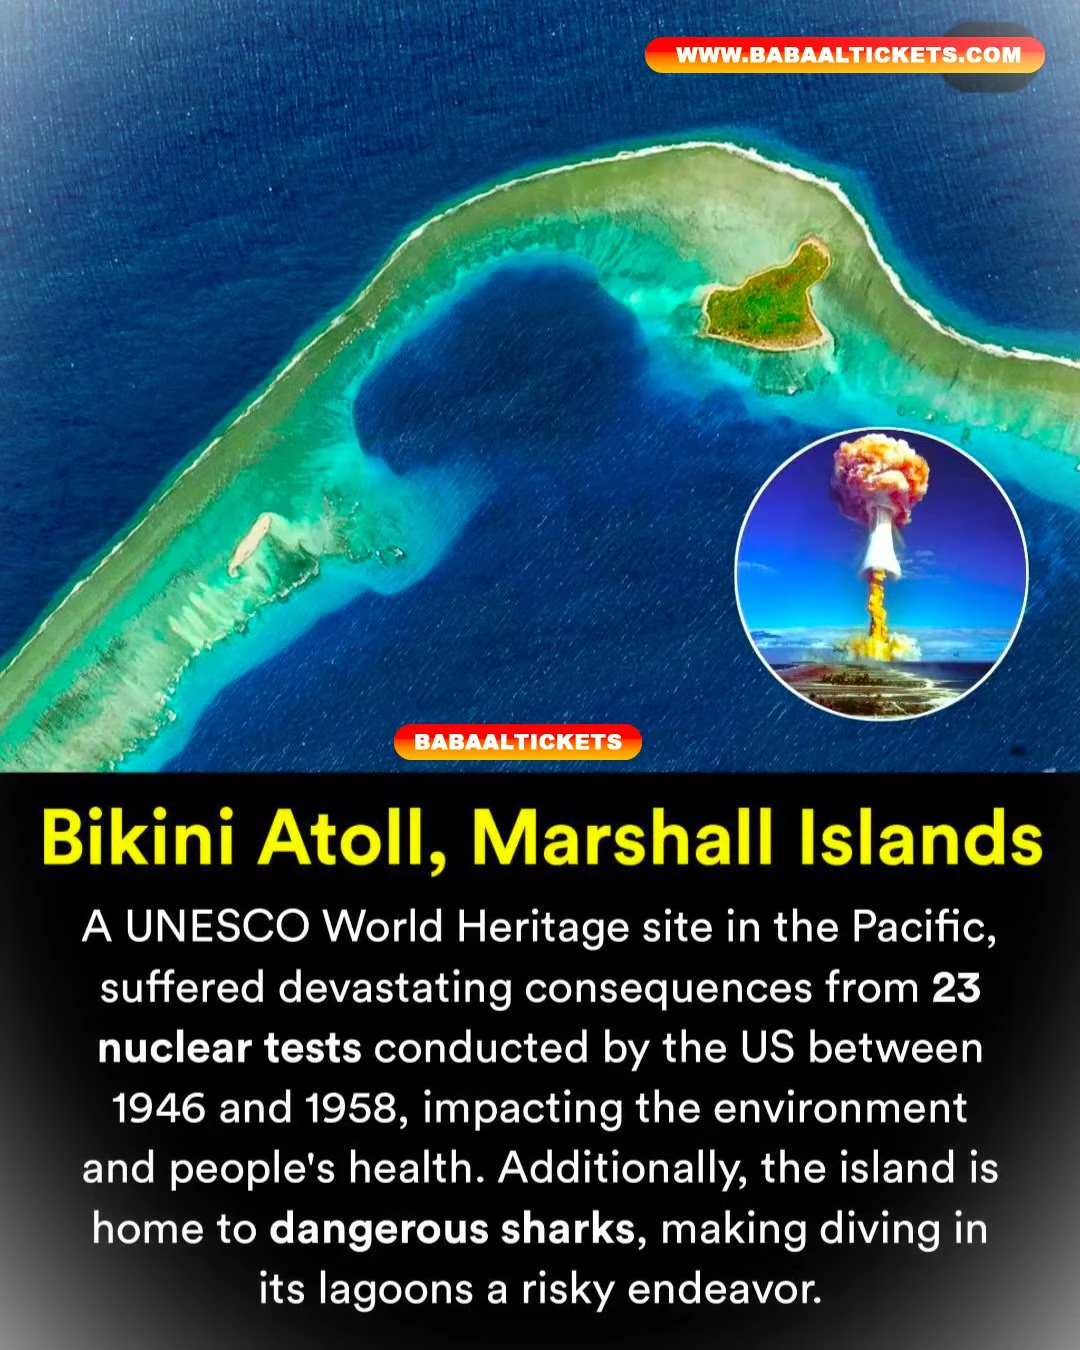 WWW.BABAALTICKETS.COM
BABAALTICKETS
Bikini Atoll, Marshall Islands
A UNESCO World Heritage site in the Pacific,
suffered devastating consequences from 23
nuclear tests conducted by the US between
1946 and 1958, impacting the environment
and people's health. Additionally, the island is
home to dangerous sharks, making diving in
its lagoons a risky endeavor.